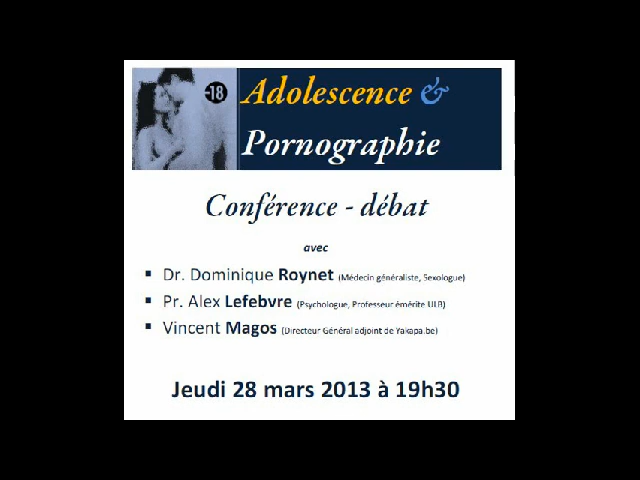 -18
Adolescence &
Pornographie
Conférence - débat
avec
▪ Dr. Dominique Roynet (Médecin généraliste, Sexologue)
▪ Pr. Alex Lefebvre (Psychologue, Professeur émérite ULB)
▪ Vincent Magos (Directeur Général adjoint de Yakapa.be)
Jeudi 28 mars 2013 à 19h30